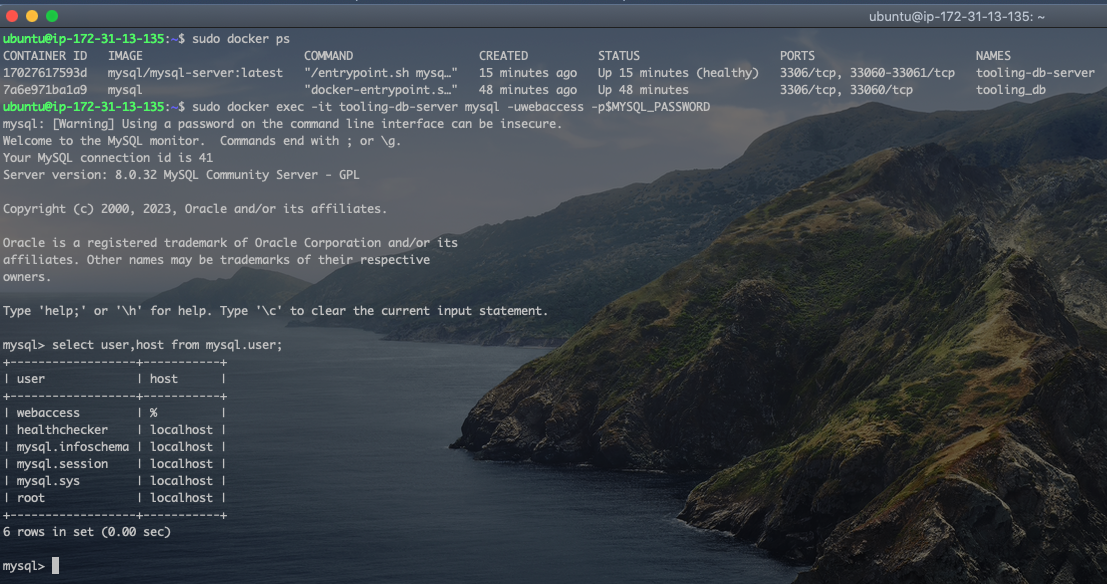 ubuntu@ip-172-31-13-135: ~
ubuntu@ip-172-31-13-135:~$ sudo docker ps
CONTAINER ID   IMAGE                       COMMAND                  CREATED          STATUS                    PORTS                       NAMES
17027617593d   mysql/mysql-server:latest   "/entrypoint.sh mysq…"   15 minutes ago   Up 15 minutes (healthy)   3306/tcp, 33060-33061/tcp   tooling-db-server
7a6e971ba1a9   mysql                       "docker-entrypoint.s…"   48 minutes ago   Up 48 minutes             3306/tcp, 33060/tcp         tooling_db
ubuntu@ip-172-31-13-135:~$ sudo docker exec -it tooling-db-server mysql -uwebaccess -p$MYSQL_PASSWORD
mysql: [Warning] Using a password on the command line interface can be insecure.
Welcome to the MySQL monitor.  Commands end with ; or \g.
Your MySQL connection id is 41
Server version: 8.0.32 MySQL Community Server - GPL
Copyright (c) 2000, 2023, Oracle and/or its affiliates.
Oracle is a registered trademark of Oracle Corporation and/or its
affiliates. Other names may be trademarks of their respective
owners.
Type 'help;' or '\h' for help. Type '\c' to clear the current input statement.
mysql> select user,host from mysql.user;
+------------------+-----------+
| user             | host      |
+------------------+-----------+
| webaccess        | %         |
| healthchecker    | localhost |
| mysql.infoschema | localhost |
| mysql.session    | localhost |
| mysql.sys        | localhost |
| root             | localhost |
+------------------+-----------+
6 rows in set (0.00 sec)
mysql>